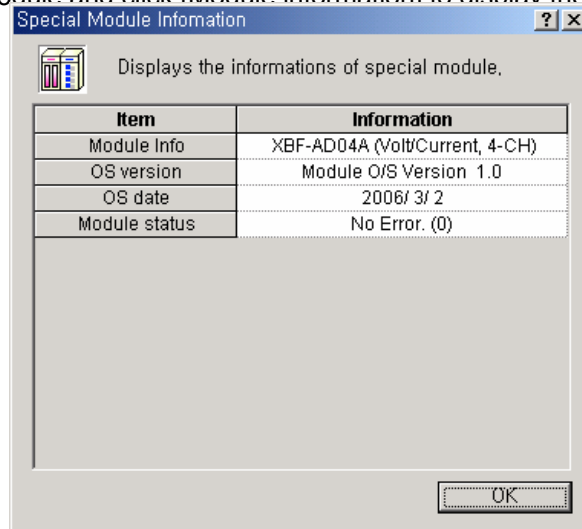 Special Module Infomation
Displays the informations of special module,
Item Information
Module Info XBF-AD04A (Volt/Current, 4-CH)
OS version Module O/S Version 1.0
OS date 2006/ 3/ 2
Module status No Error. (0)
OK